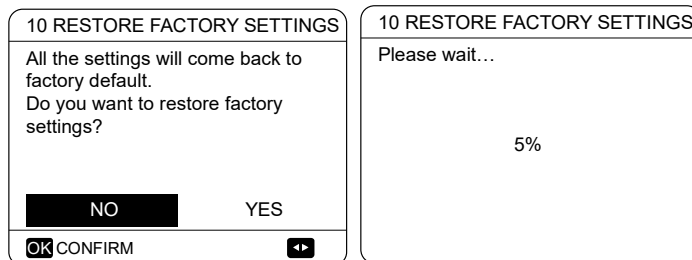 10 RESTORE FACTORY SETTINGS
All the settings will come back to
factory default.
Do you want to restore factory
settings?
NO YES
OK CONFIRM
10 RESTORE FACTORY SETTINGS
Please wait…
5%